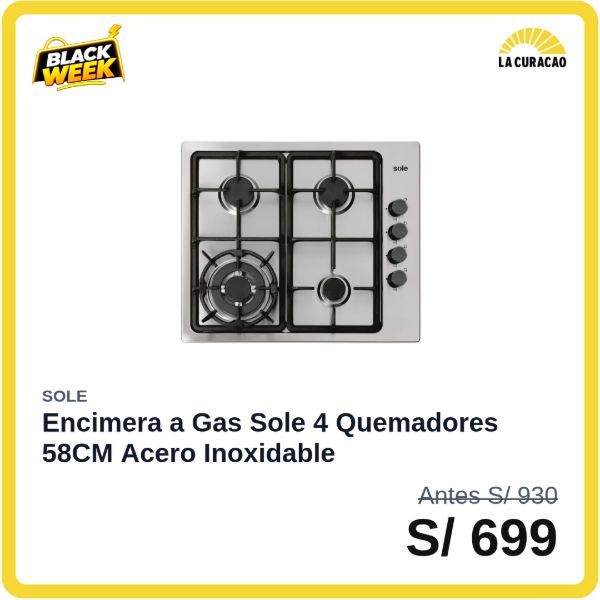 BLACK
WEEK
LA CURACAO
sole
SOLE
Encimera a Gas Sole 4 Quemadores
58CM Acero Inoxidable
Antes S/ 930
S/ 699